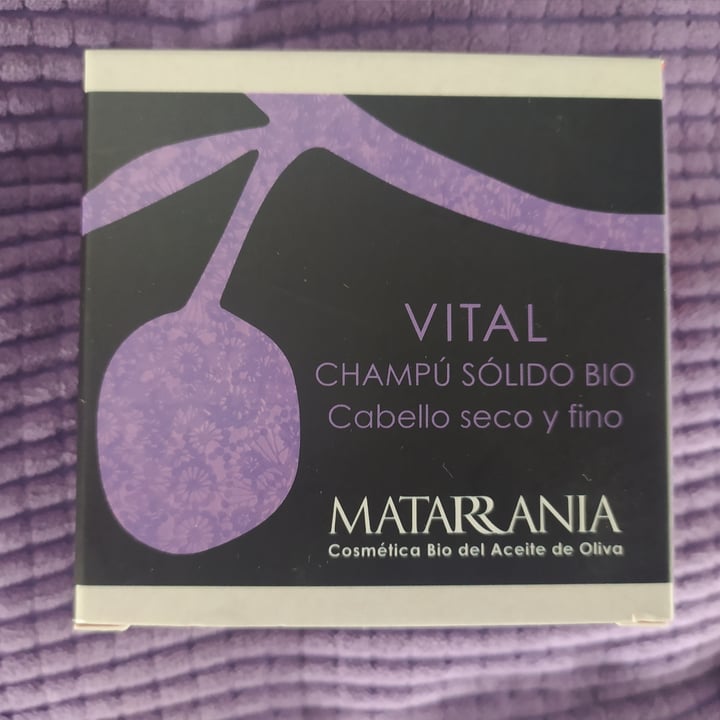 VITAL
CHAMPÚ SÓLIDO BIO
Cabello seco y fino
MATARRANIA
Cosmética Bio del Aceite de Oliva